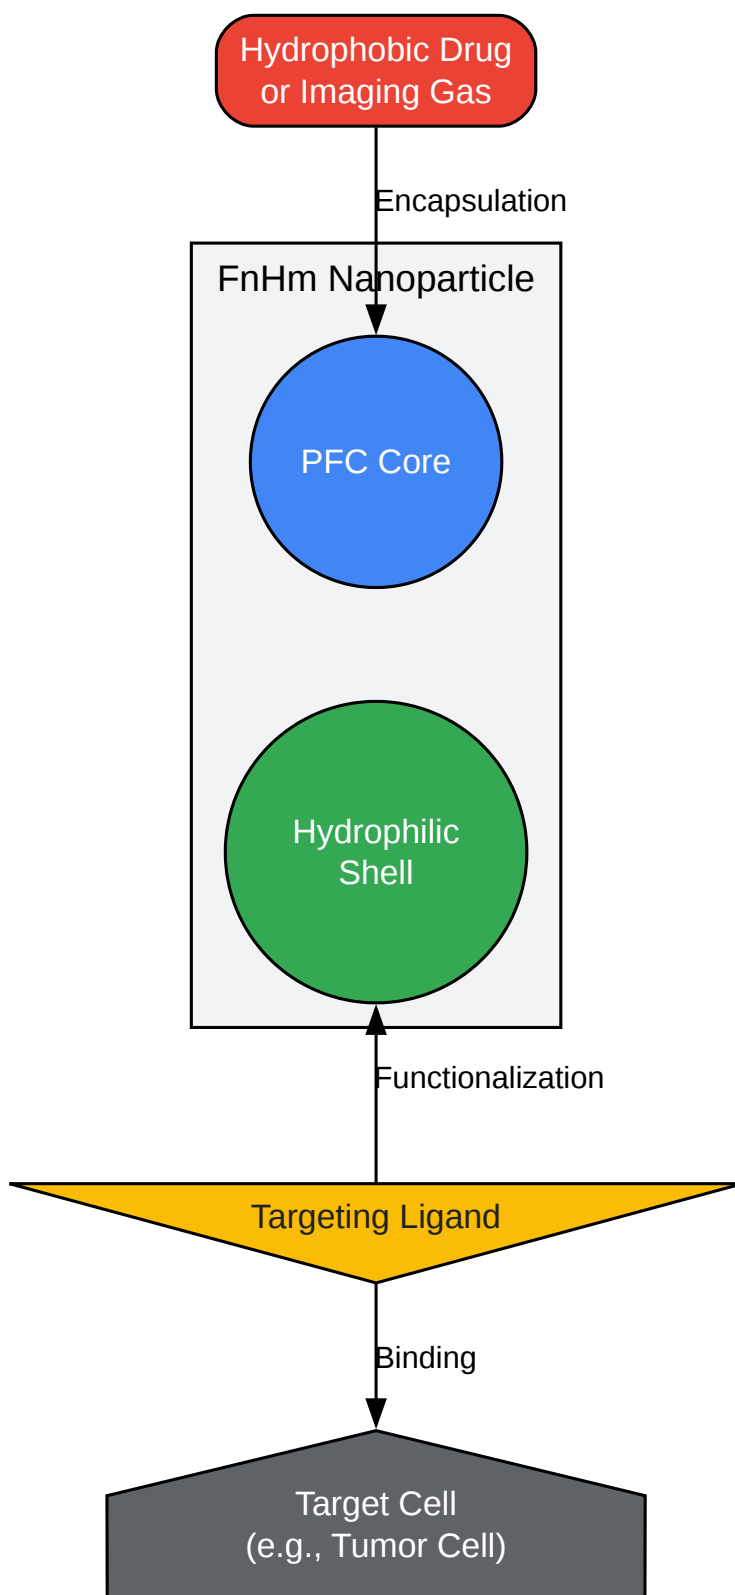 Hydrophobic Drug
or Imaging Gas
Encapsulation
FnHm Nanoparticle
PFC Core
Hydrophilic
Shell
Functionalization
Targeting Ligand
Binding
Target Cell
(e.g., Tumor Cell)